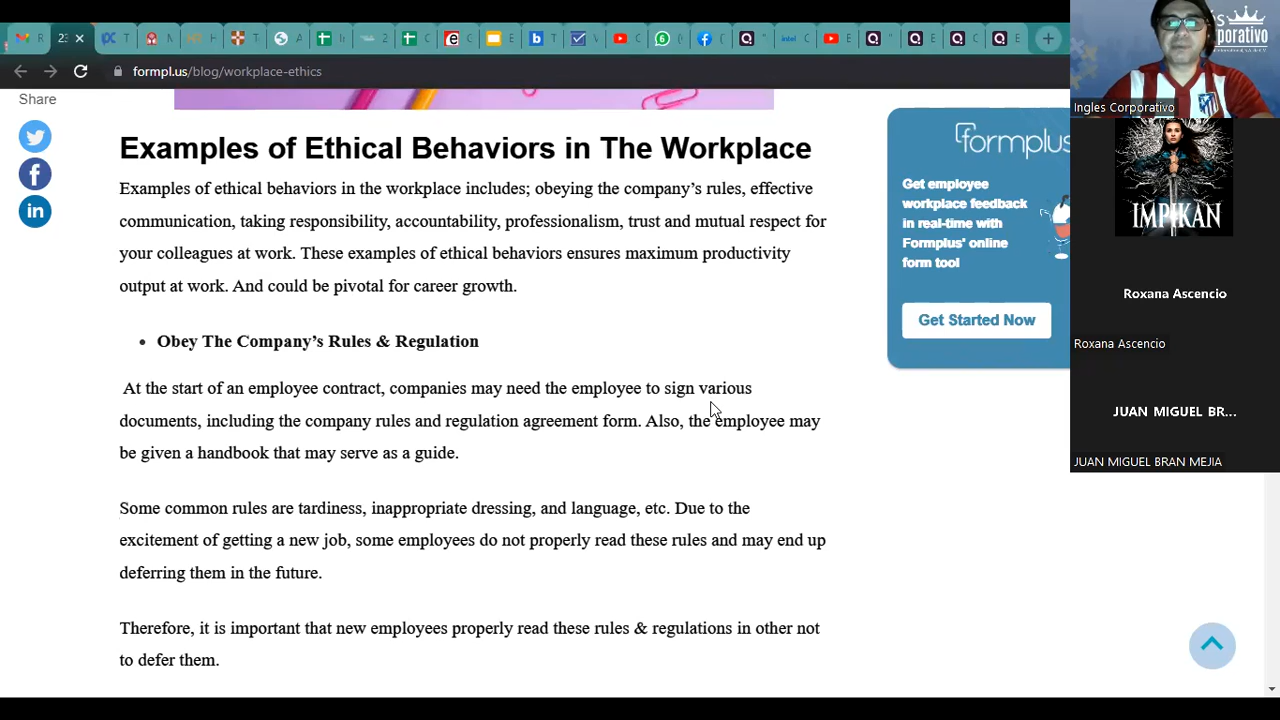 formpl.us/blog/workplace-ethics
Share
Examples of Ethical Behaviors in The Workplace
Examples of ethical behaviors in the workplace includes; obeying the company's rules, effective
communication, taking responsibility, accountability, professionalism, trust and mutual respect for
your colleagues at work. These examples of ethical behaviors ensures maximum productivity
output at work. And could be pivotal for career growth.
• Obey The Company's Rules & Regulation
At the start of an employee contract, companies may need the employee to sign various
documents, including the company rules and regulation agreement form. Also, the employee may
be given a handbook that may serve as a guide.
Some common rules are tardiness, inappropriate dressing, and language, etc. Due to the
excitement of getting a new job, some employees do not properly read these rules and may end up
deferring them in the future.
Therefore, it is important that new employees properly read these rules & regulations in other not
to defer them.
formplus
Get employee
workplace feedback
in real-time with
Formplus' online
form tool
Get Started Now
Ingles Corporativo
IMPIKAN
Roxana Ascencio
Roxana Ascencio
JUAN MIGUEL BR...
JUAN MIGUEL BRAN MEJIA